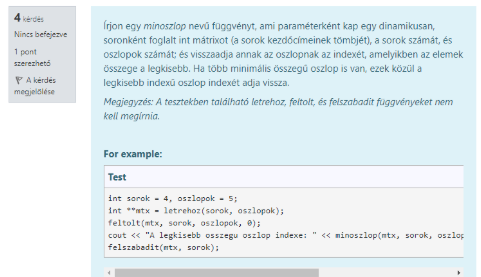 4 kérdés
Nincs befejezve
1 pont
szerezhető
A kérdés
megjelölése
Írjon egy minoszlop nevű függvényt, ami paraméterként kap egy dinamikusan,
soronként foglalt int mátrixot (a sorok kezdőcímeinek tömbjét), a sorok számát, és
oszlopok számát; és visszaadja annak az oszlopnak az indexét, amelyikben az elemek
összege a legkisebb. Ha több minimális összegű oszlop is van, ezek közül a
legkisebb indexű oszlop indexét adja vissza.
Megjegyzés: A tesztekben található letrehoz, feltolt, és felszabadit függvényeket nem
kell megírnia.
For example:
Test
int sorok = 4, oszlopok = 5;
int **mtx = letrehoz(sorok, oszlopok);
feltolt(mtx, sorok, oszlopok, 0);
cout << "A legkisebb osszegu oszlop indexe: " << minoszlop(mtx, sorok, oszlop
felszabadit(mtx, sorok);